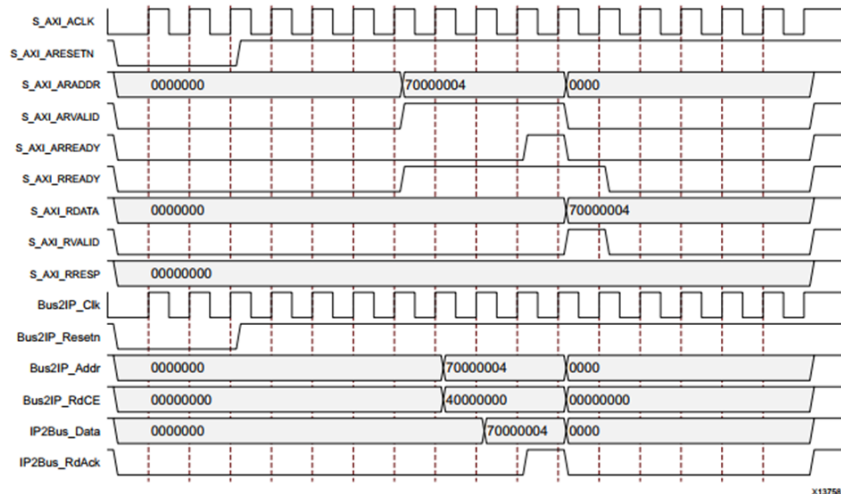 S_AXI_ACLK
S_AXI_ARESETN
S_AXI_ARADDR 0000000 70000004 0000
S_AXI_ARVALID
S_AXI_ARREADY
S_AXI_RREADY
S_AXI_RDATA 0000000 70000004
S_AXI_RVALID
S_AXI_RRESP 00000000
Bus2IP_Clk
Bus2IP_Resetn
Bus2IP_Addr 0000000 70000004 0000
Bus2IP_RdCE 00000000 40000000 00000000
IP2Bus_Data 0000000 70000004 0000
IP2Bus_RdAck
X13758